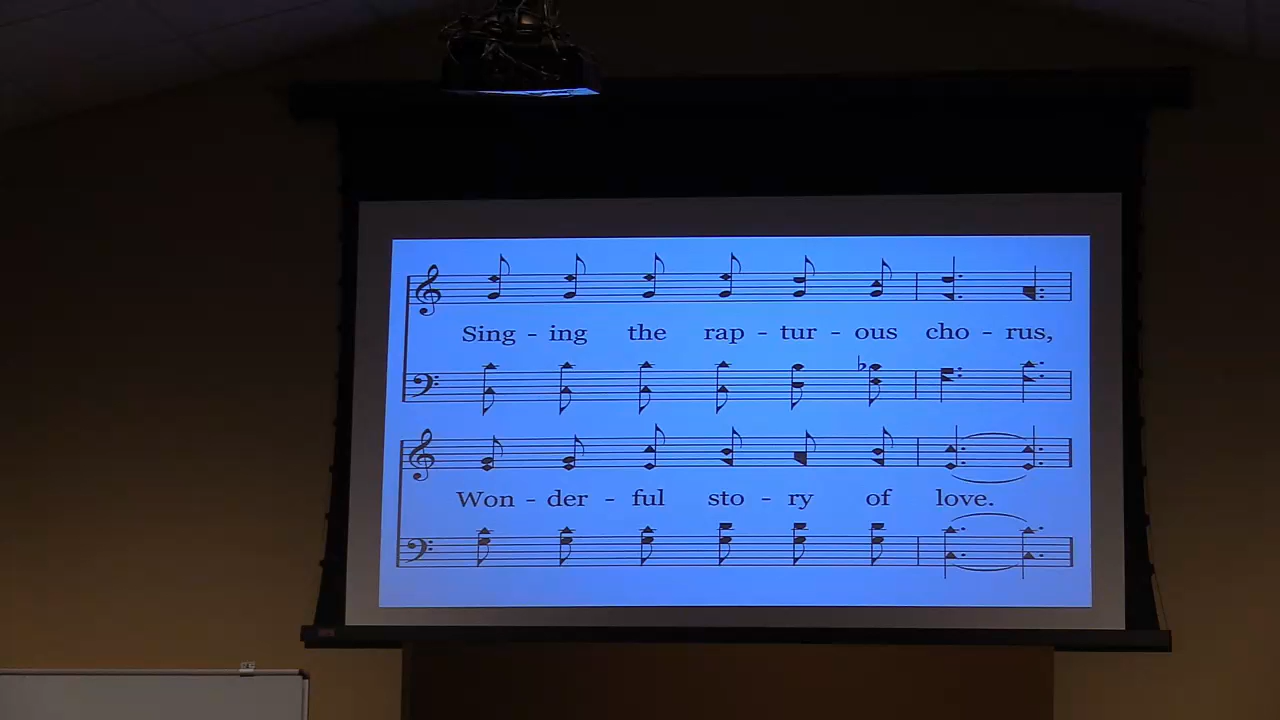 Sing - ing the rap - tur - ous cho - rus,
Won - der - ful sto - ry of love.